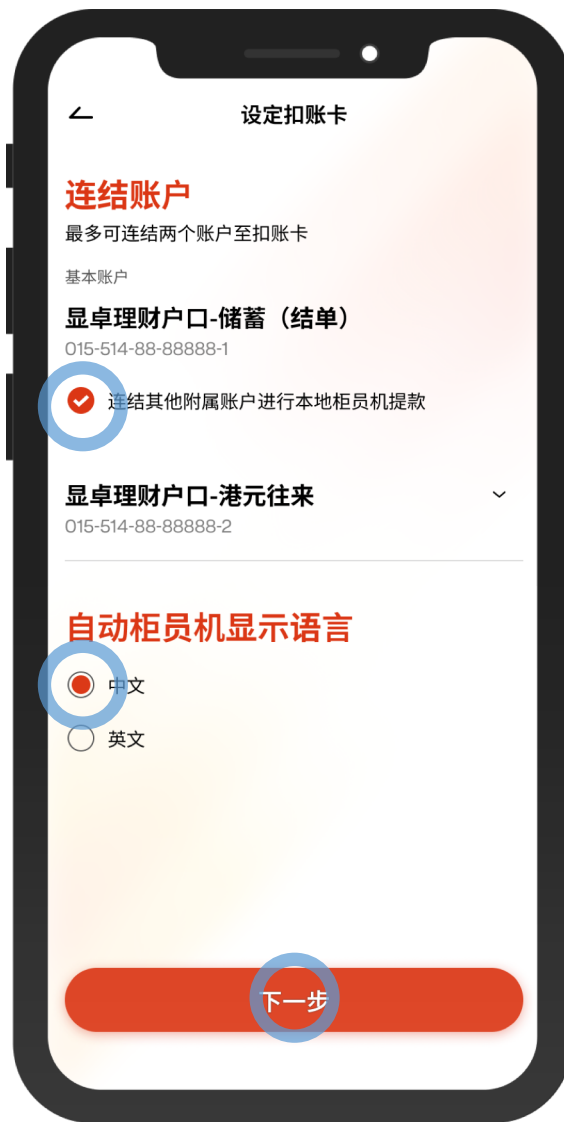 设定扣账卡
连结账户
最多可连结两个账户至扣账卡
基本账户
显卓理财户口-储蓄（结单）
015-514-88-88888-1
连结其他附属账户进行本地柜员机提款
显卓理财户口-港元往来
015-514-88-88888-2
自动柜员机显示语言
中文
英文
下一步